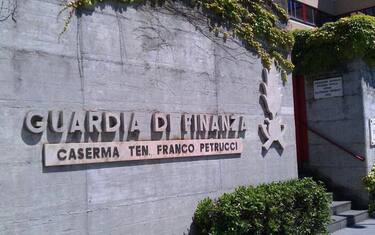 GUARDIA DI FINANZA
CASERMA TEN. FRANCO PETRUCCI